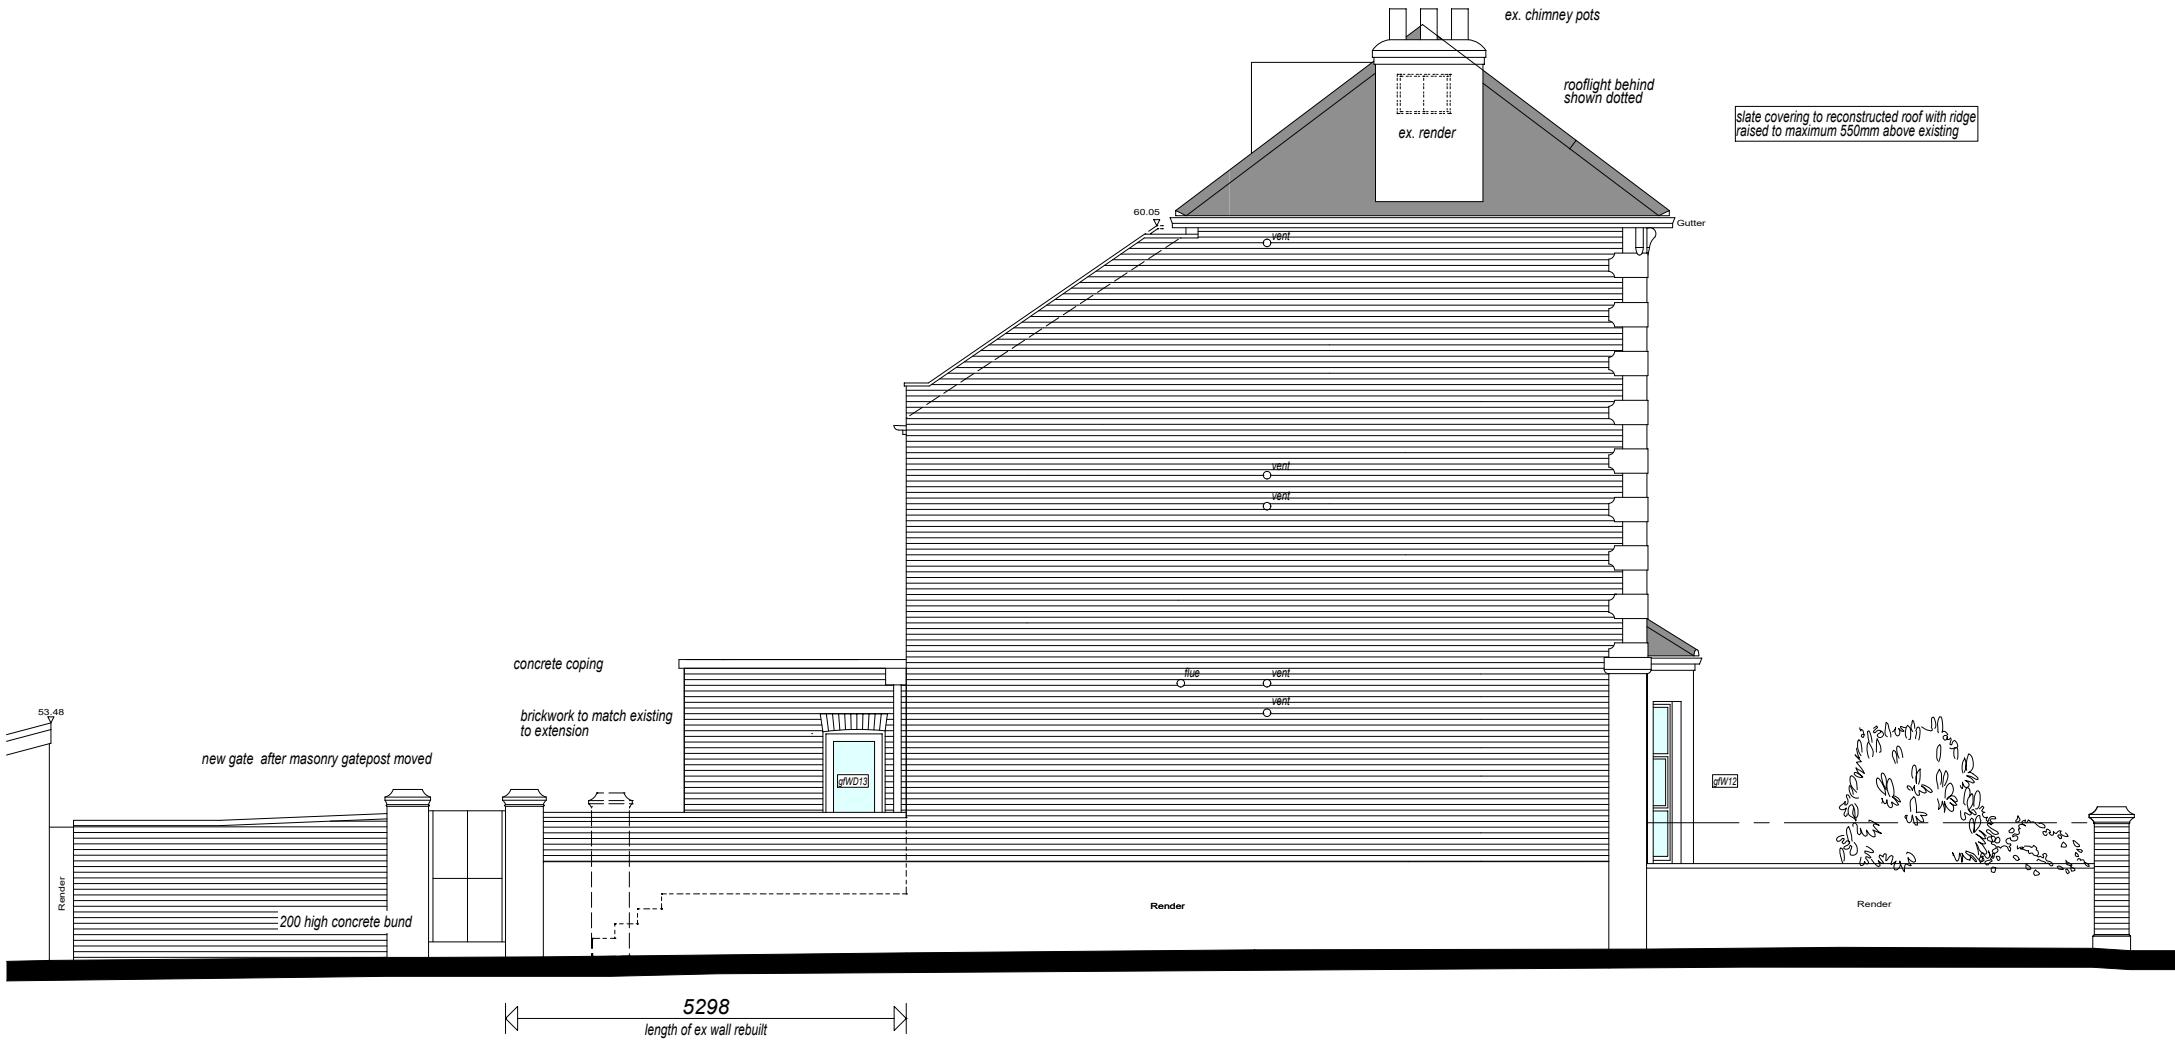 ex. chimney pots
rooflight behind
shown dotted
slate covering to reconstructed roof with ridge
raised to maximum 550mm above existing
ex. render
60.05
Gutter
vent
vent
vent
concrete coping
flue
vent
vent
brickwork to match existing
to extension
53.48
new gate after masonry gatepost moved
gfWD13
gfW12
Render
200 high concrete bund
Render
Render
5298
length of ex wall rebuilt